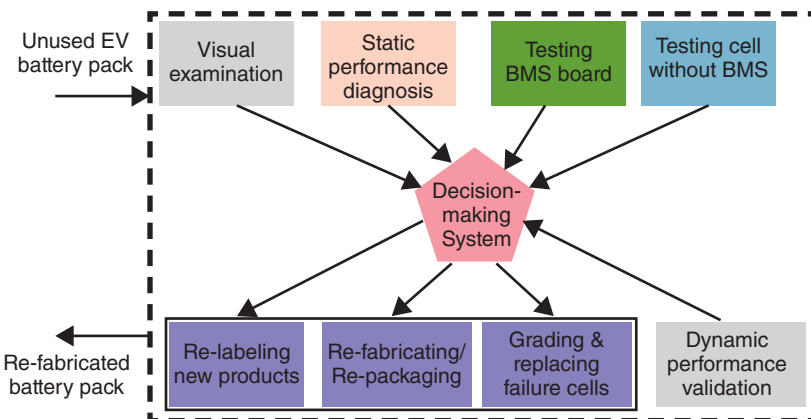 Unused EV
battery pack
Visual
examination
Static
performance
diagnosis
Testing
BMS board
Testing cell
without BMS
Decision-
making
System
Re-fabricated
battery pack
Re-labeling
new products
Re-fabricating/
Re-packaging
Grading &
replacing
failure cells
Dynamic
performance
validation